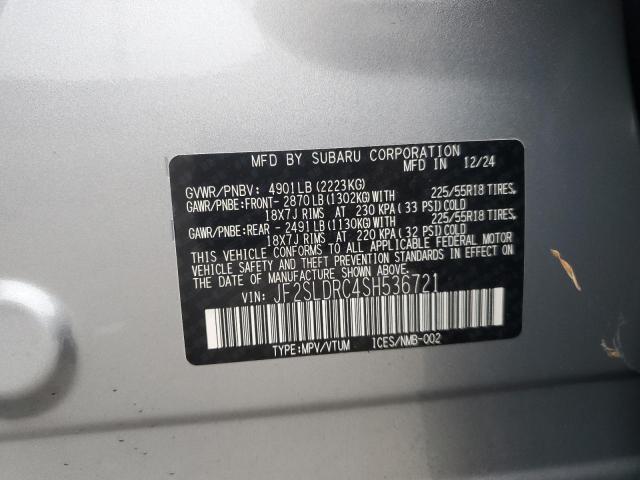 MFD BY SUBARU CORPORATION
MFD IN 12/24
GVWR/PNBV: 4901LB(2223KG)
GAWR/PNBE:FRONT- 2870LB(1302KG)WITH 225/55R18 TIRES,
18X7J RIMS AT 230 KPA(33 PSI)COLD
GAWR/PNBE:REAR - 2491LB(1130KG)WITH 225/55R18 TIRES,
18X7J RIMS AT 220 KPA(32 PSI)COLD
THIS VEHICLE CONFORMS TO ALL APPLICABLE FEDERAL MOTOR
VEHICLE SAFETY AND BUMPER STANDARDS IN EFFECT ON
THE DATE OF MANUFACTURE SHOWN ABOVE.
VIN: JF2SLDRC4SH536721
TYPE:MPV/VTUM ICES/NMB-002